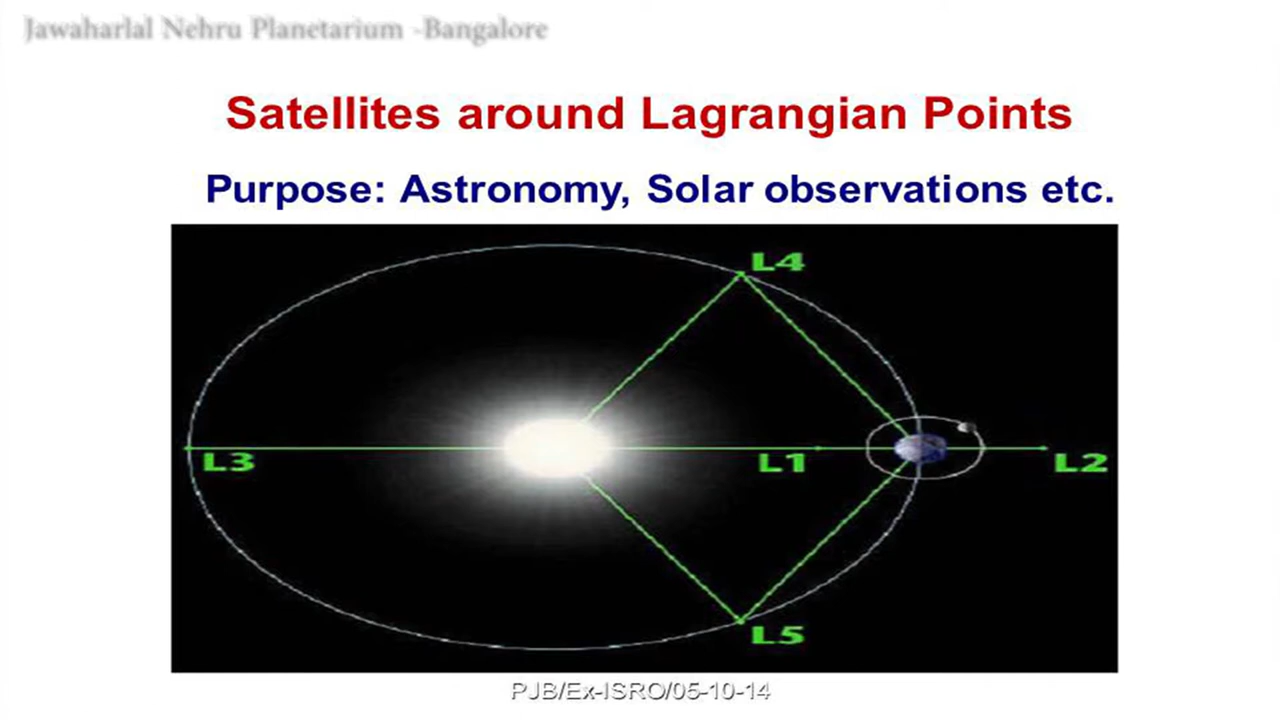 Jawaharlal Nehru Planetarium -Bangalore
Satellites around Lagrangian Points
Purpose: Astronomy, Solar observations etc.
L4
L3
L1
L2
L5
PJB/Ex-ISRO/05-10-14